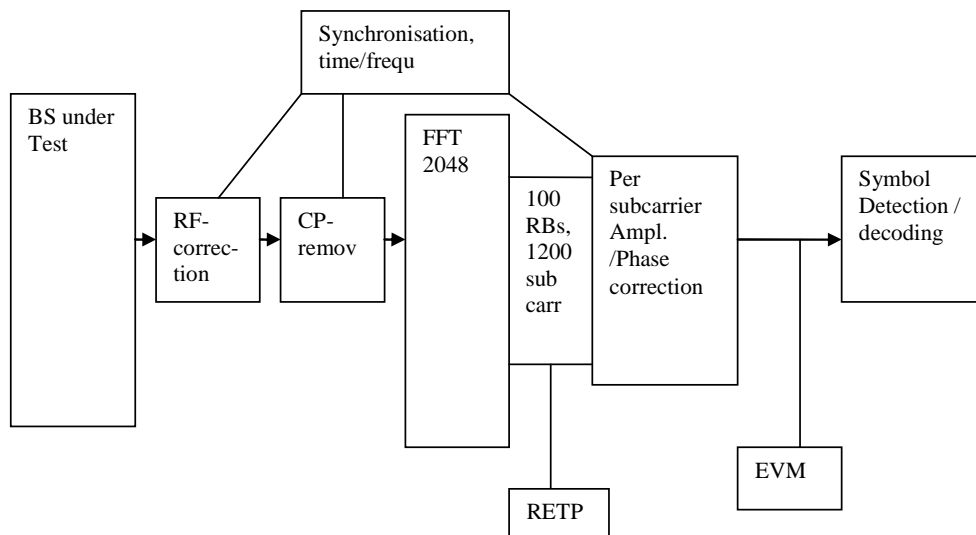 Synchronisation,
time/frequ
BS under
Test
FFT
2048
RF-
correc-
tion
CP-
remov
100
RBs,
1200
sub
carr
Per
subcarrier
Ampl.
/Phase
correction
Symbol
Detection /
decoding
EVM
RETP